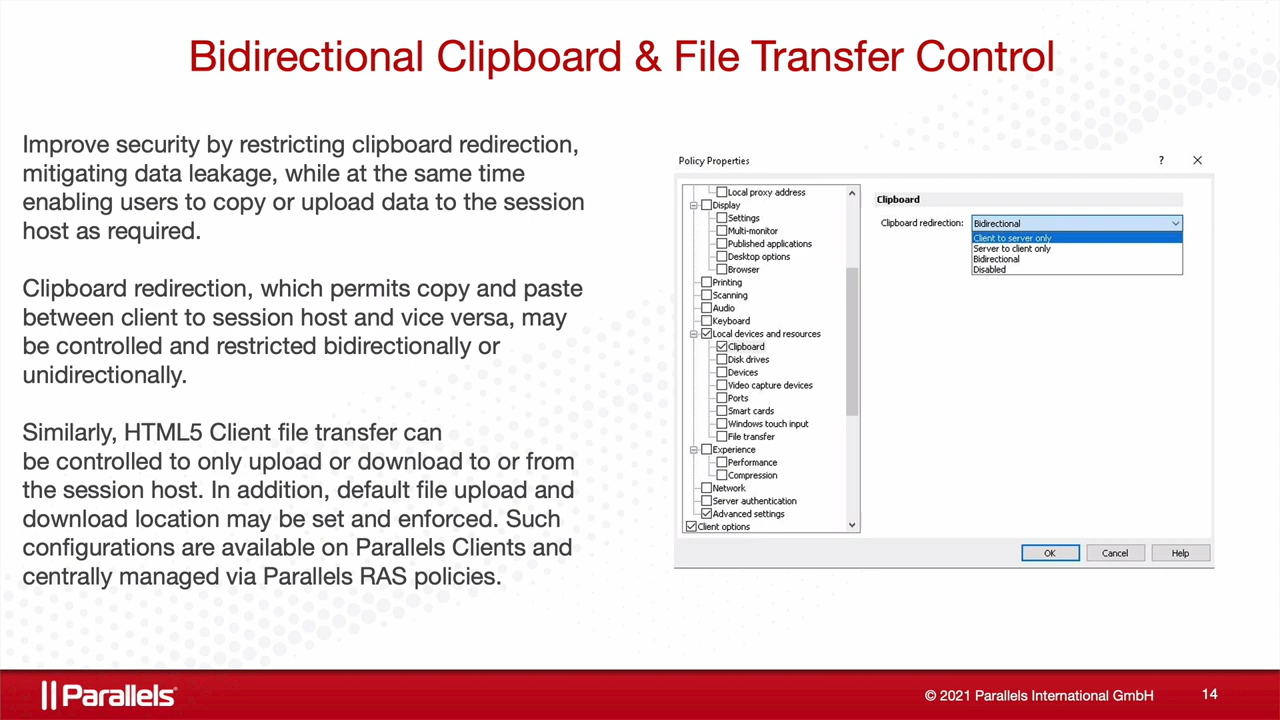 Bidirectional Clipboard & File Transfer Control
Improve security by restricting clipboard redirection,
mitigating data leakage, while at the same time
enabling users to copy or upload data to the session
host as required.
Clipboard redirection, which permits copy and paste
between client to session host and vice versa, may
be controlled and restricted bidirectionally or
unidirectionally.
Similarly, HTML5 Client file transfer can
be controlled to only upload or download to or from
the session host. In addition, default file upload and
download location may be set and enforced. Such
configurations are available on Parallels Clients and
centrally managed via Parallels RAS policies.
Policy Properties
?
Local proxy address
Display
Settings
Multi-monitor
Published applications
Desktop options
Browser
Printing
Scanning
Audio
Keyboard
Local devices and resources
Clipboard
Disk drives
Devices
Video capture devices
Ports
Smart cards
Windows touch input
File transfer
Experience
Performance
Compression
Network
Server authentication
Advanced settings
Client options
Clipboard
Clipboard redirection: Bidirectional
Client to server only
Server to client only
Bidirectional
Disabled
OK Cancel Help
Parallels®
© 2021 Parallels International GmbH 14